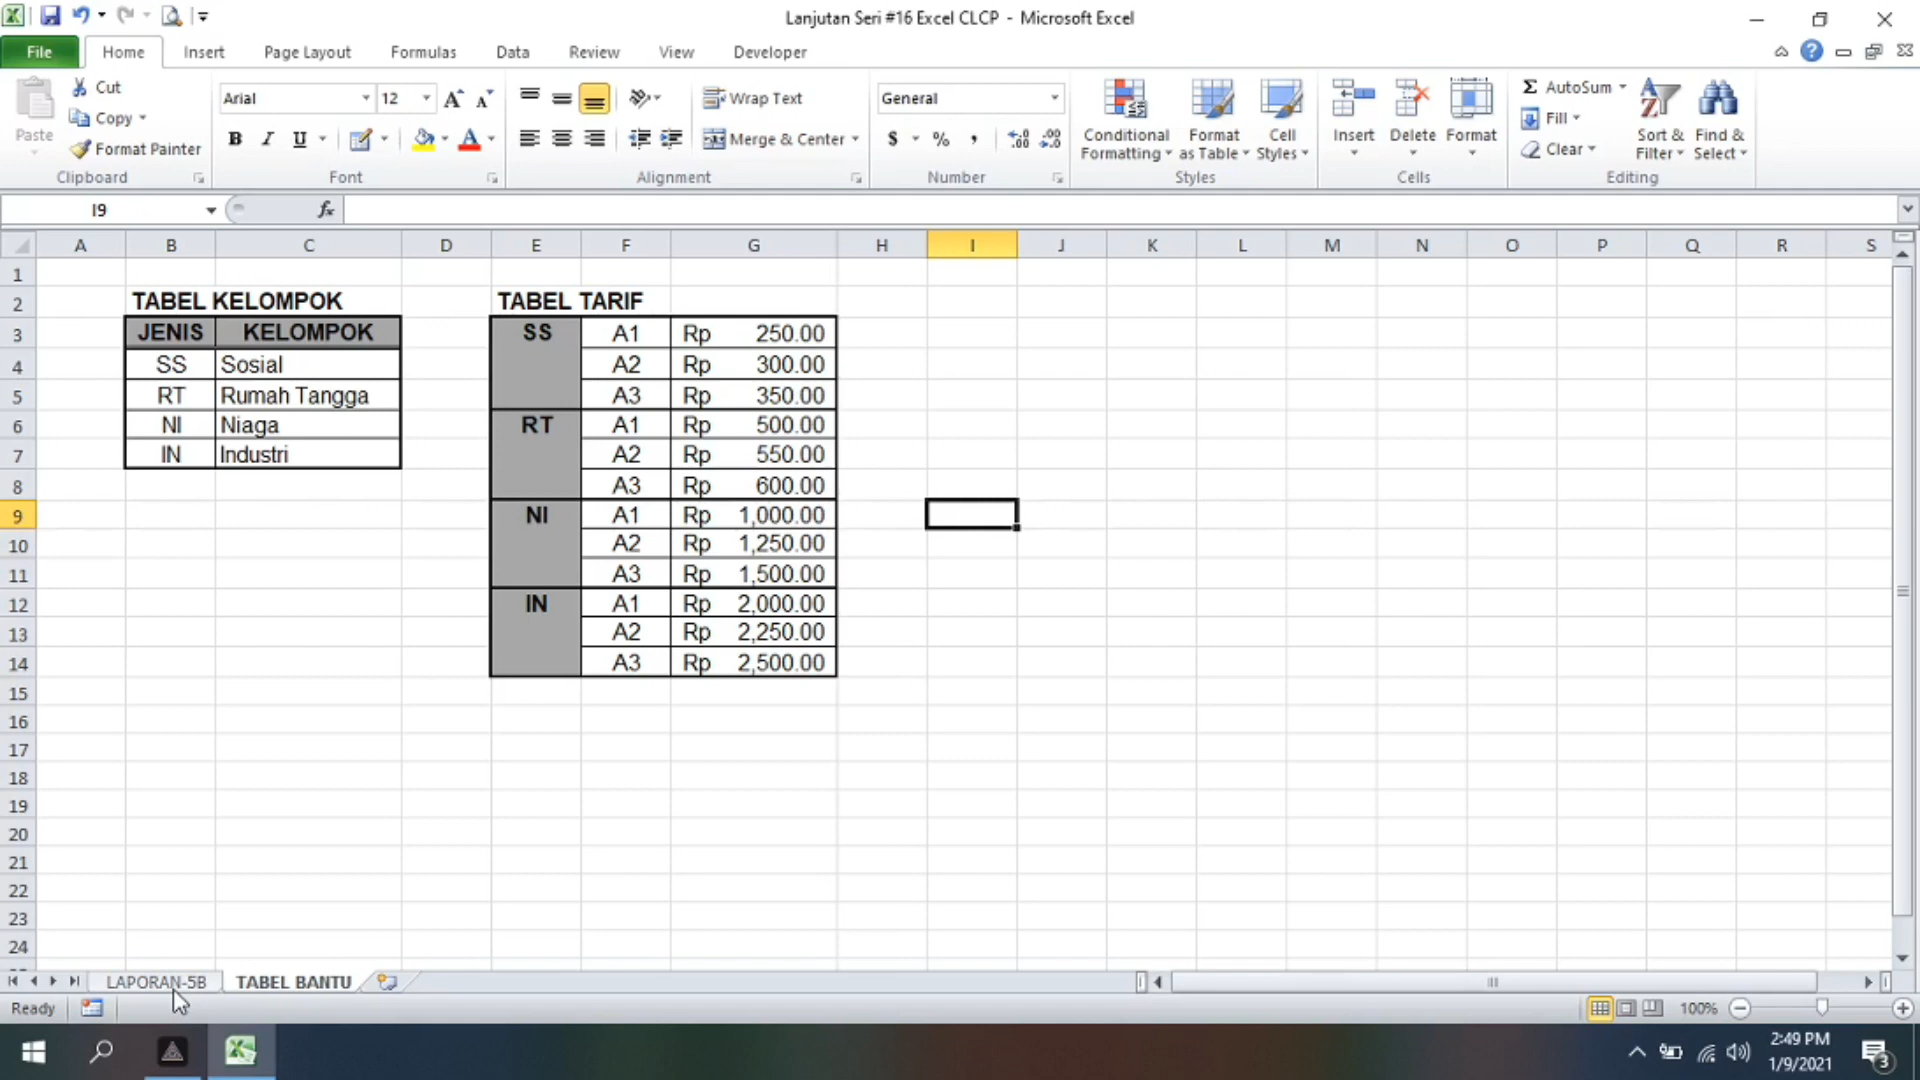 Lanjutan Seri #16 Excel CLCP - Microsoft Excel
File Home Insert Page Layout Formulas Data Review View Developer
Paste
Cut
Copy
Format Painter
Clipboard
Arial 12
B I U
Font
Wrap Text
Merge & Center
Alignment
General
$ % ,
Number
Conditional Formatting
Format as Table
Cell Styles
Styles
Insert Delete Format
Cells
Σ AutoSum
Fill
Clear
Sort & Filter
Find & Select
Editing
I9 fx
A B C D E F G H I J K L M N O P Q R S
1
2 TABEL KELOMPOK TABEL TARIF
3 JENIS KELOMPOK SS A1 Rp 250.00
4 SS Sosial A2 Rp 300.00
5 RT Rumah Tangga A3 Rp 350.00
6 NI Niaga RT A1 Rp 500.00
7 IN Industri A2 Rp 550.00
8 A3 Rp 600.00
9 NI A1 Rp 1,000.00
10 A2 Rp 1,250.00
11 A3 Rp 1,500.00
12 IN A1 Rp 2,000.00
13 A2 Rp 2,250.00
14 A3 Rp 2,500.00
15
16
17
18
19
20
21
22
23
24
LAPORAN-5B TABEL BANTU
Ready 100%
2:49 PM
1/9/2021
3